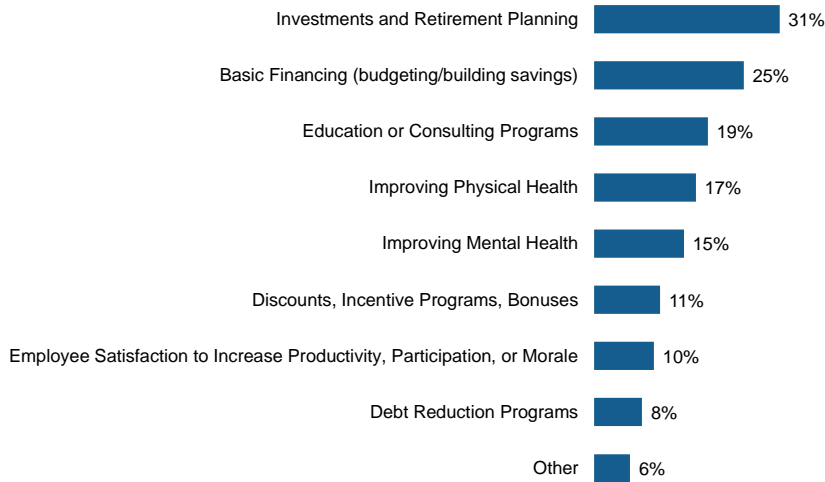 Investments and Retirement Planning 31%
Basic Financing (budgeting/building savings) 25%
Education or Consulting Programs 19%
Improving Physical Health 17%
Improving Mental Health 15%
Discounts, Incentive Programs, Bonuses 11%
Employee Satisfaction to Increase Productivity, Participation, or Morale 10%
Debt Reduction Programs 8%
Other 6%